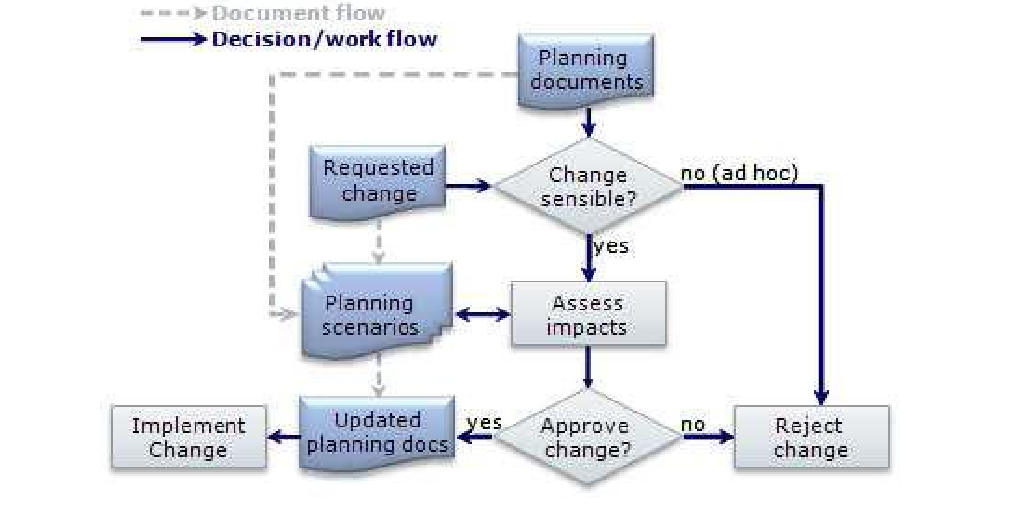 Document flow
Decision/work flow
Planning
documents
Requested
change
Change
sensible?
no (ad hoc)
yes
Planning
scenarios
Assess
impacts
Implement
Change
Updated
planning docs
yes
Approve
change?
no
Reject
change